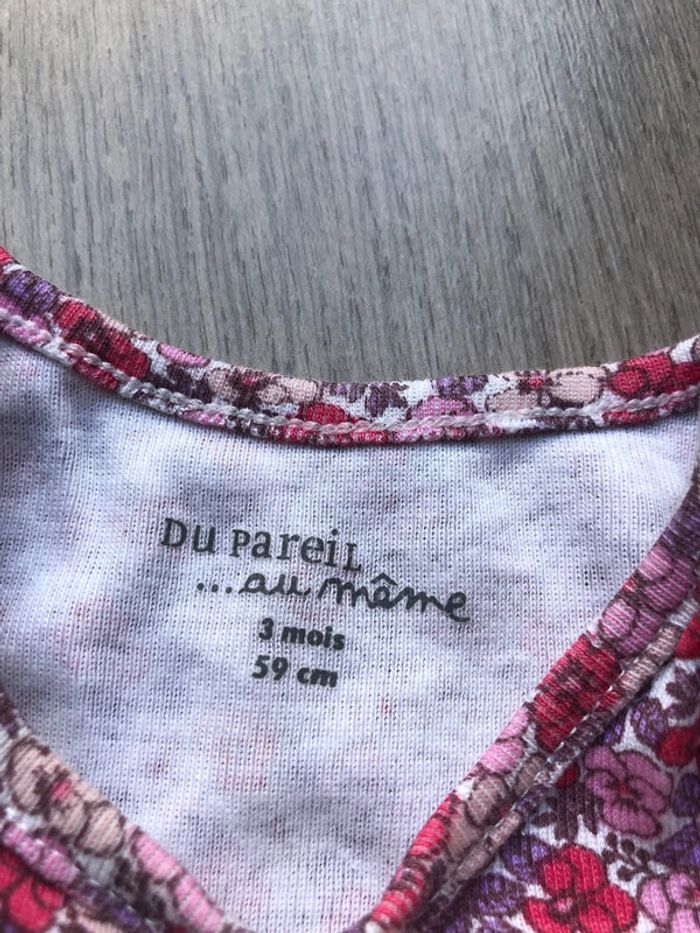 Du Pareil
...au même
3 mois
59 cm